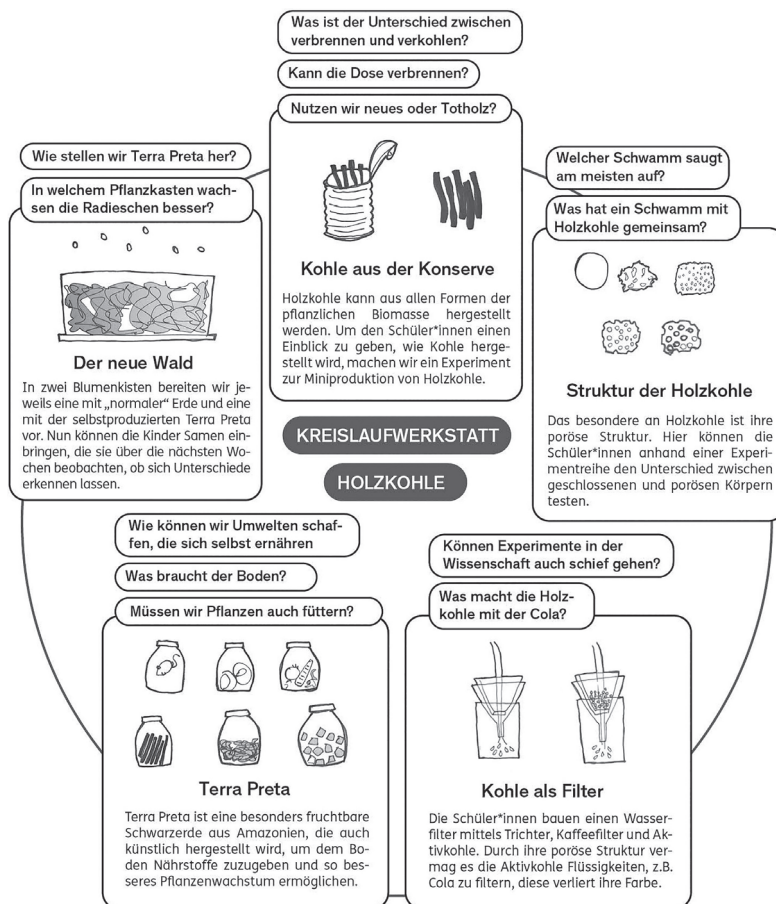 Was ist der Unterschied zwischen
verbrennen und verkohlen?
Kann die Dose verbrennen?
Nutzen wir neues oder Totholz?
Kohle aus der Konserve
Holzkohle kann aus allen Formen der
pflanzlichen Biomasse hergestellt
werden. Um den Schüler*innen einen
Einblick zu geben, wie Kohle herge-
stellt wird, machen wir ein Experiment
zur Miniproduktion von Holzkohle.
Wie stellen wir Terra Preta her?
In welchem Pflanzkasten wach-
sen die Radieschen besser?
Der neue Wald
In zwei Blumenkisten bereiten wir je-
weils eine mit „normaler“ Erde und eine
mit der selbstproduzierten Terra Preta
vor. Nun können die Kinder Samen ein-
bringen, die sie über die nächsten Wo-
chen beobachten, ob sich Unterschiede
erkennen lassen.
Welcher Schwamm saugt
am meisten auf?
Was hat ein Schwamm mit
Holzkohle gemeinsam?
Struktur der Holzkohle
Das besondere an Holzkohle ist ihre
poröse Struktur. Hier können die
Schüler*innen anhand einer Experi-
mentreihe den Unterschied zwischen
geschlossenen und porösen Körpern
testen.
KREISLAUFWERKSTATT
HOLZKOHLE
Wie können wir Umwelten schaf-
fen, die sich selbst ernähren
Was braucht der Boden?
Müssen wir Pflanzen auch füttern?
Terra Preta
Terra Preta ist eine besonders fruchtbare
Schwarzerde aus Amazonien, die auch
künstlich hergestellt wird, um dem Bo-
den Nährstoffe zuzugeben und so bes-
seres Pflanzenwachstum ermöglichen.
Können Experimente in der
Wissenschaft auch schief gehen?
Was macht die Holz-
kohle mit der Cola?
Kohle als Filter
Die Schüler*innen bauen einen Wasser-
filter mittels Trichter, Kaffeefilter und Ak-
tivkohle. Durch ihre poröse Struktur ver-
mag es die Aktivkohle Flüssigkeiten, z.B.
Cola zu filtern, diese verliert ihre Farbe.